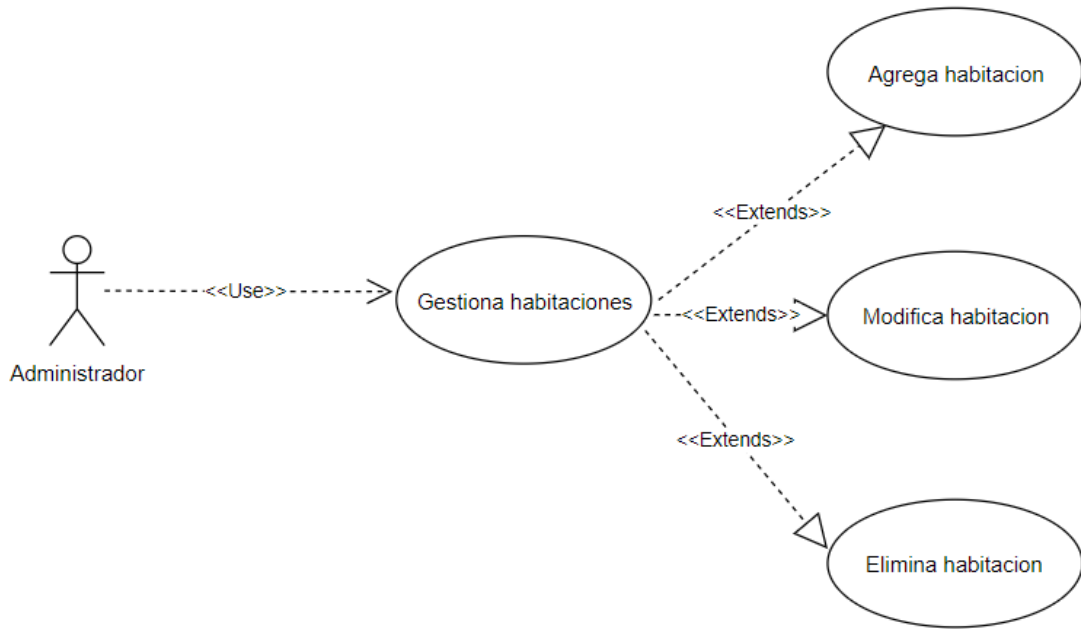 Agrega habitacion
<<Extends>>
<<Use>>
Gestiona habitaciones
<<Extends>>
Modifica habitacion
Administrador
<<Extends>>
Elimina habitacion